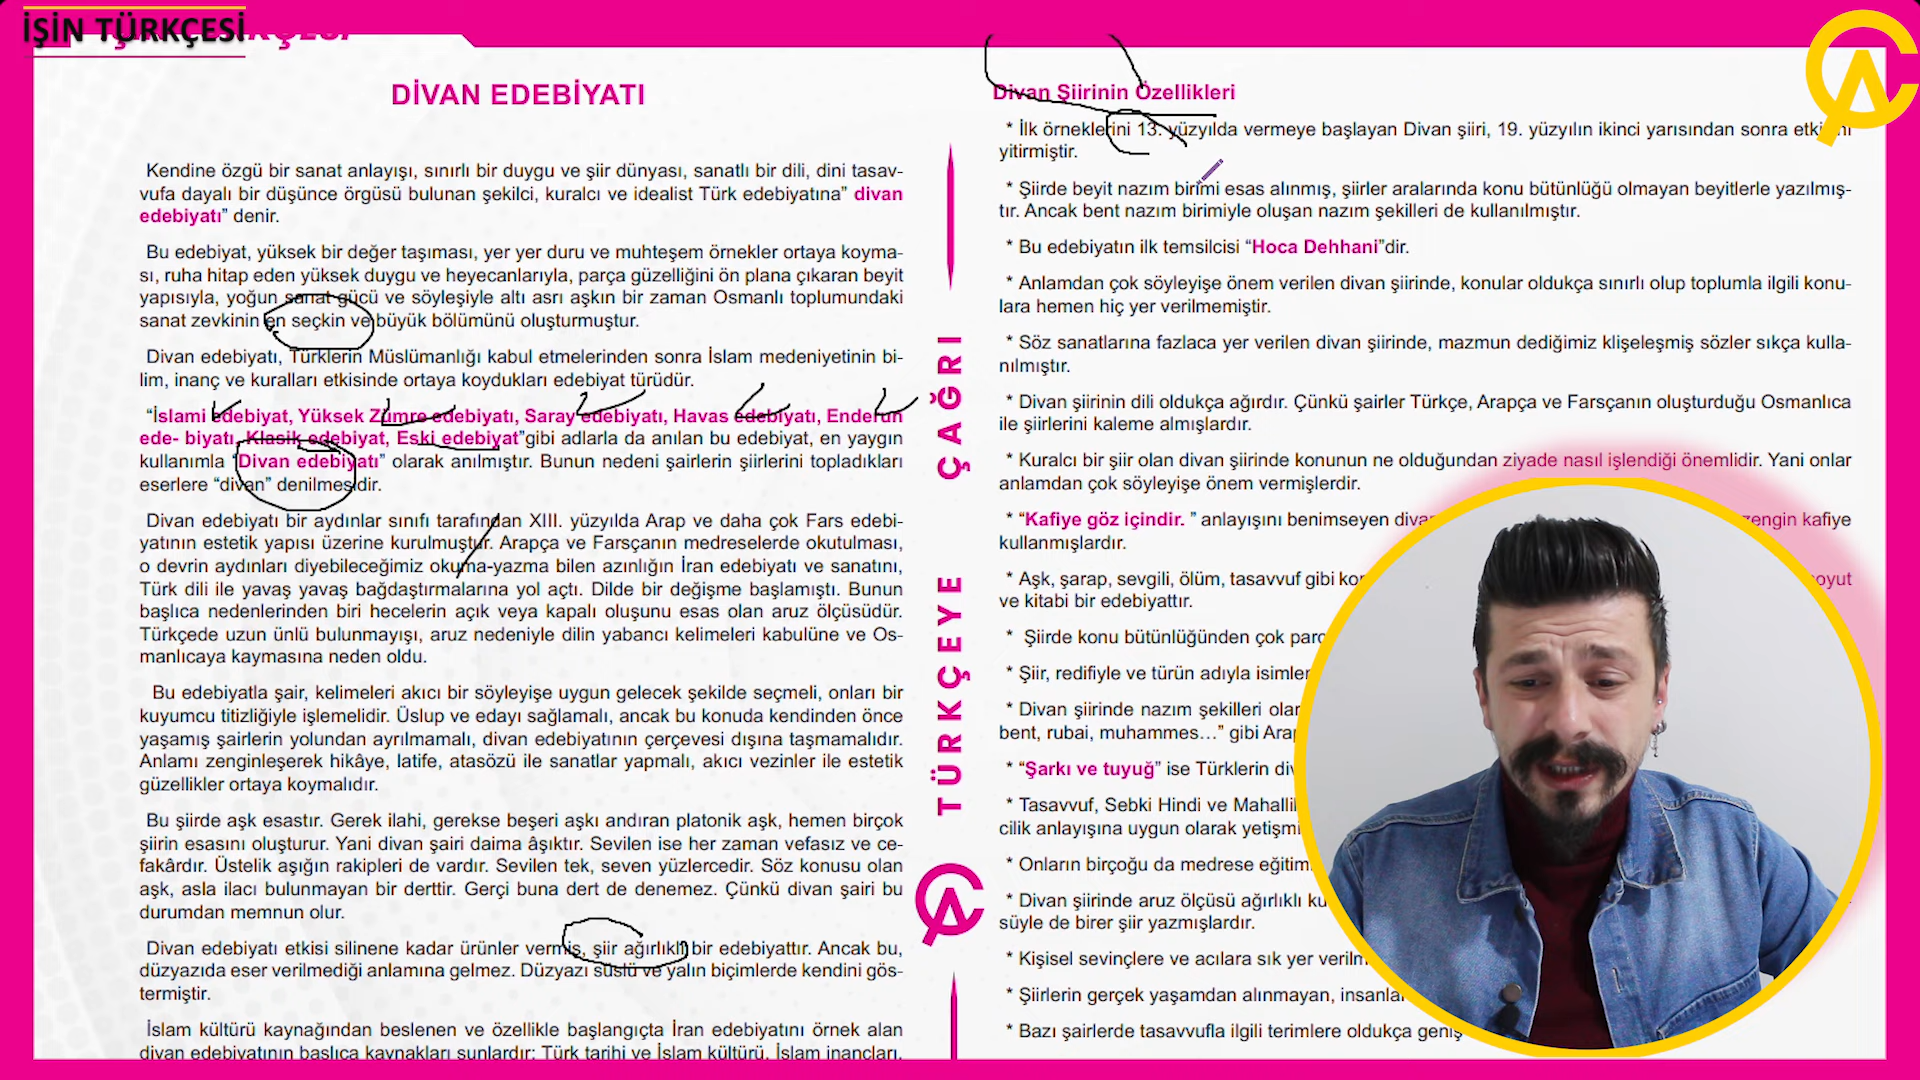 İŞİN TÜRKÇESİ
DİVAN EDEBİYATI
Kendine özgü bir sanat anlayışı, sınırlı bir duygu ve şiir dünyası, sanatlı bir dili, dini tasav-
vufa dayalı bir düşünce örgüsü bulunan şekilci, kuralcı ve idealist Türk edebiyatına” divan
edebiyatı” denir.
Bu edebiyat, yüksek bir değer taşıması, yer yer duru ve muhteşem örnekler ortaya koyma-
sı, ruha hitap eden yüksek duygu ve heyecanlarıyla, parça güzelliğini ön plana çıkaran beyit
yapısıyla, yoğun sanat gücü ve söyleşiyle altı asrı aşkın bir zaman Osmanlı toplumundaki
sanat zevkinin en seçkin ve büyük bölümünü oluşturmuştur.
Divan edebiyatı, Türklerin Müslümanlığı kabul etmelerinden sonra İslam medeniyetinin bi-
lim, inanç ve kuralları etkisinde ortaya koydukları edebiyat türüdür.
“İslami edebiyat, Yüksek Zümre edebiyatı, Saray edebiyatı, Havas edebiyatı, Enderun
ede- biyatı, Klasik edebiyat, Eski edebiyat”gibi adlarla da anılan bu edebiyat, en yaygın
kullanımla “Divan edebiyatı” olarak anılmıştır. Bunun nedeni şairlerin şiirlerini topladıkları
eserlere “divan” denilmesidir.
Divan edebiyatı bir aydınlar sınıfı tarafından XIII. yüzyılda Arap ve daha çok Fars edebi-
yatının estetik yapısı üzerine kurulmuştur. Arapça ve Farsçanın medreselerde okutulması,
o devrin aydınları diyebileceğimiz okuma-yazma bilen azınlığın İran edebiyatı ve sanatını,
Türk dili ile yavaş yavaş bağdaştırmalarına yol açtı. Dilde bir değişme başlamıştı. Bunun
başlıca nedenlerinden biri hecelerin açık veya kapalı oluşunu esas olan aruz ölçüsüdür.
Türkçede uzun ünlü bulunmayışı, aruz nedeniyle dilin yabancı kelimeleri kabulüne ve Os-
manlıcaya kaymasına neden oldu.
Bu edebiyatla şair, kelimeleri akıcı bir söyleyişe uygun gelecek şekilde seçmeli, onları bir
kuyumcu titizliğiyle işlemelidir. Üslup ve edayı sağlamalı, ancak bu konuda kendinden önce
yaşamış şairlerin yolundan ayrılmamalı, divan edebiyatının çerçevesi dışına taşmamalıdır.
Anlamı zenginleşerek hikâye, latife, atasözü ile sanatlar yapmalı, akıcı vezinler ile estetik
güzellikler ortaya koymalıdır.
Bu şiirde aşk esastır. Gerek ilahi, gerekse beşeri aşkı andıran platonik aşk, hemen birçok
şiirin esasını oluşturur. Yani divan şairi daima âşıktır. Sevilen ise her zaman vefasız ve ce-
fakârdır. Üstelik aşığın rakipleri de vardır. Sevilen tek, seven yüzlercedir. Söz konusu olan
aşk, asla ilacı bulunmayan bir derttir. Gerçi buna dert de denemez. Çünkü divan şairi bu
durumdan memnun olur.
Divan edebiyatı etkisi silinene kadar ürünler vermiş, şiir ağırlıklı bir edebiyattır. Ancak bu,
düzyazıda eser verilmediği anlamına gelmez. Düzyazı süslü ve yalın biçimlerde kendini gös-
termiştir.
İslam kültürü kaynağından beslenen ve özellikle başlangıçta İran edebiyatını örnek alan
divan edebiyatının başlıca kaynakları şunlardır: Türk tarihi ve İslam kültürü, İslam inançları,
TÜRKÇEYE ÇAĞRI
Divan Şiirinin Özellikleri
* İlk örneklerini 13. yüzyılda vermeye başlayan Divan şiiri, 19. yüzyılın ikinci yarısından sonra etkisini
yitirmiştir.
* Şiirde beyit nazım birimi esas alınmış, şiirler aralarında konu bütünlüğü olmayan beyitlerle yazılmış-
tır. Ancak bent nazım birimiyle oluşan nazım şekilleri de kullanılmıştır.
* Bu edebiyatın ilk temsilcisi “Hoca Dehhani”dir.
* Anlamdan çok söyleyişe önem verilen divan şiirinde, konular oldukça sınırlı olup toplumla ilgili konu-
lara hemen hiç yer verilmemiştir.
* Söz sanatlarına fazlaca yer verilen divan şiirinde, mazmun dediğimiz klişeleşmiş sözler sıkça kulla-
nılmıştır.
* Divan şiirinin dili oldukça ağırdır. Çünkü şairler Türkçe, Arapça ve Farsçanın oluşturduğu Osmanlıca
ile şiirlerini kaleme almışlardır.
* Kuralcı bir şiir olan divan şiirinde konunun ne olduğundan ziyade nasıl işlendiği önemlidir. Yani onlar
anlamdan çok söyleyişe önem vermişlerdir.
* “Kafiye göz içindir. ” anlayışını benimseyen zengin kafiye
kullanmışlardır.
* Aşk, şarap, sevgili, ölüm, tasavvuf gibi soyut
ve kitabi bir edebiyattır.
* Şiirde konu bütünlüğünden çok
* Şiir, redifiyle ve türün adıyla
* Divan şiirinde nazım şekilleri
bent, rubai, muhammes…” gibi
* “Şarkı ve tuyuğ” ise Türklerin
* Tasavvuf, Sebki Hindi ve
cilik anlayışına uygun olarak
* Onların birçoğu da medrese
* Divan şiirinde aruz ölçüsü ağırlıklı
süyle de birer şiir yazmışlardır.
* Kişisel sevinçlere ve acılara sık yer
* Şiirlerin gerçek yaşamdan alınmayan,
* Bazı şairlerde tasavvufla ilgili terimlere oldukça geniş